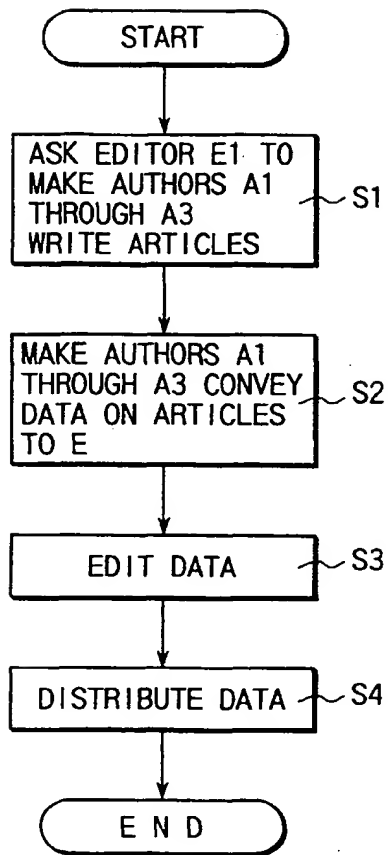 START
ASK EDITOR E1 TO
MAKE AUTHORS A1
THROUGH A3
WRITE ARTICLES
S1
MAKE AUTHORS A1
THROUGH A3 CONVEY
DATA ON ARTICLES
TO E
S2
EDIT DATA
S3
DISTRIBUTE DATA
S4
END